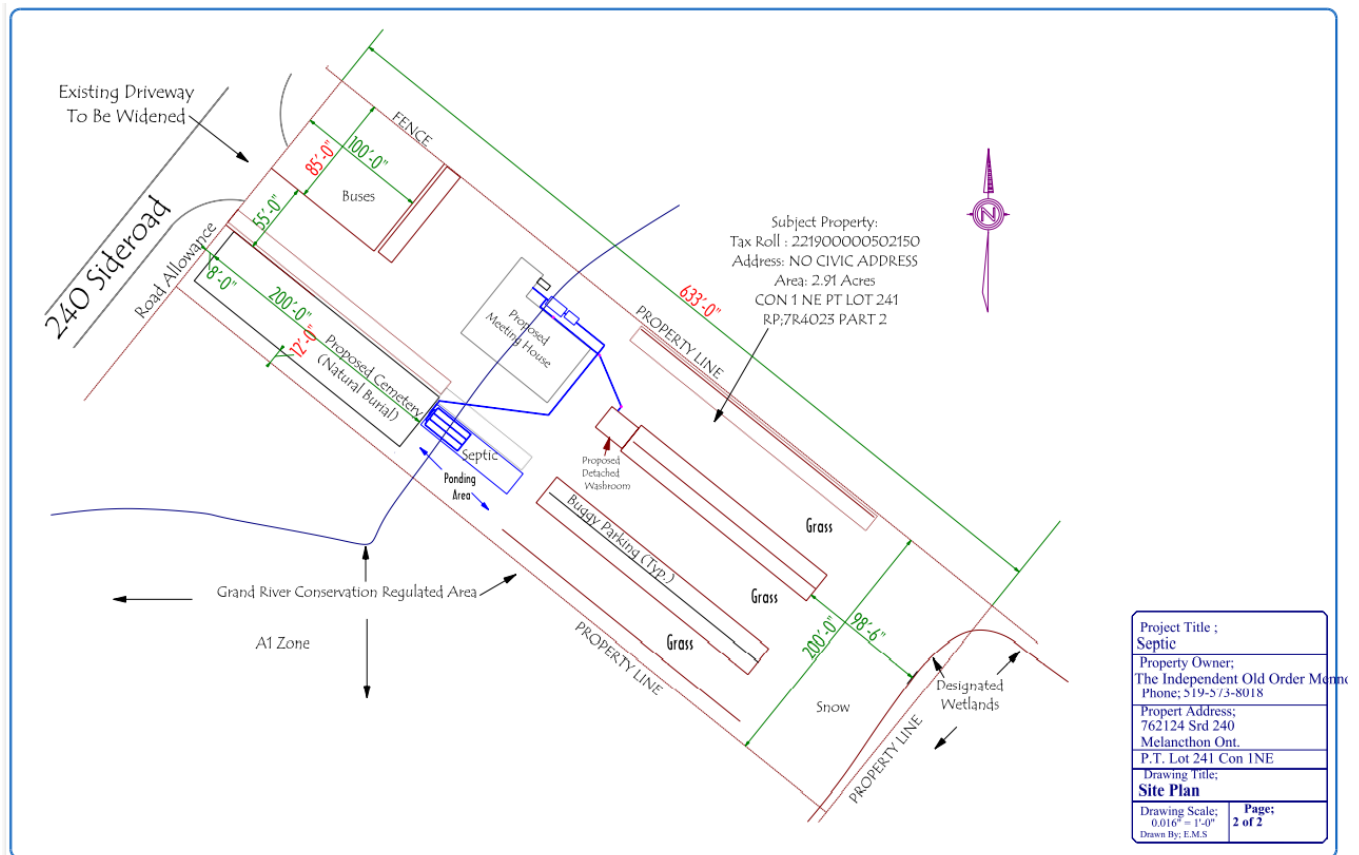 Existing Driveway
To Be Widened
240 Sideroad
Road Allowance
FENCE
100'-0"
85'-0"
Buses
55'-0"
8'-0"
200'-0"
12'-0"
Proposed Cemetery
(Natural Burial)
Proposed
Meeting House
633'-0"
PROPERTY LINE
N
Subject Property:
Tax Roll : 221900000502150
Address: NO CIVIC ADDRESS
Area: 2.91 Acres
CON 1 NE PT LOT 241
RP;7R4023 PART 2
Septic
Ponding
Area
Proposed
Detached
Washroom
Buggy Parking (Typ.)
Grass
Grass
Grass
Grand River Conservation Regulated Area
A1 Zone
PROPERTY LINE
200'-0"
98'-6"
Snow
Designated
Wetlands
PROPERTY LINE
Project Title ;
Septic
Property Owner;
The Independent Old Order Menno
Phone; 519-573-8018
Propert Address;
762124 Srd 240
Melancthon Ont.
P.T. Lot 241 Con 1NE
Drawing Title;
Site Plan
Drawing Scale;
0.016" = 1'-0"
Drawn By; E.M.S
Page;
2 of 2